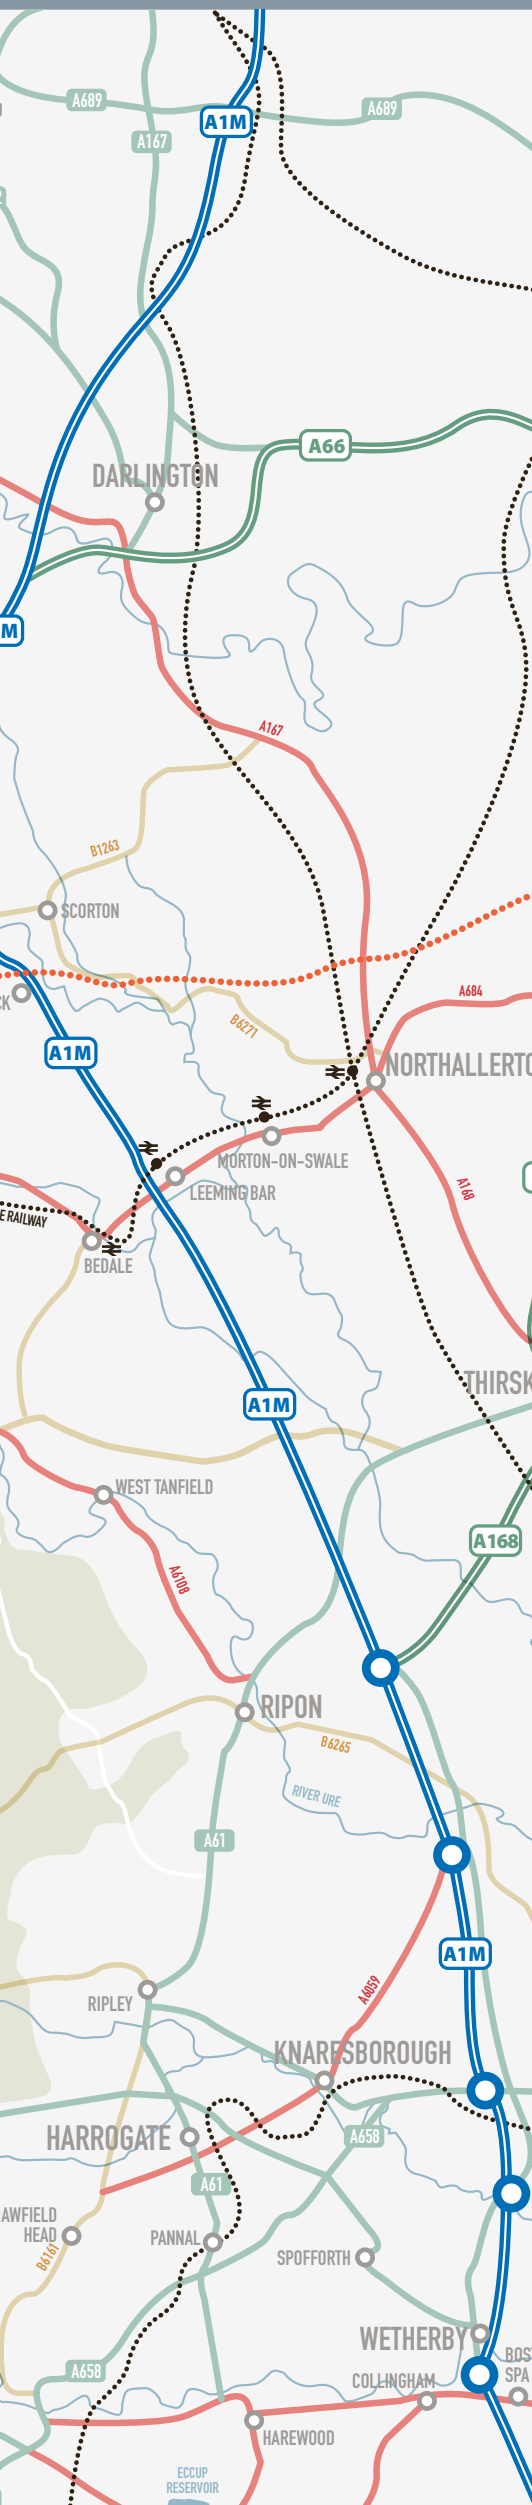 A689
A1M
A689
A167
A66
DARLINGTON
M
A167
B1263
SCORTON
CK
A684
B6271
A1M
NORTHALLERTO
MORTON-ON-SWALE
LEEMING BAR
A168
E RAILWAY
BEDALE
THIRSK
A1M
WEST TANFIELD
A168
A6108
RIPON
B6265
RIVER URE
A61
A1M
A6059
RIPLEY
KNARESBOROUGH
HARROGATE
A658
A61
AWFIELD
HEAD
PANNAL
B6161
SPOFFORTH
WETHERBY
BOS
SPA
A658
COLLINGHAM
HAREWOOD
ECCUP
RESERVOIR